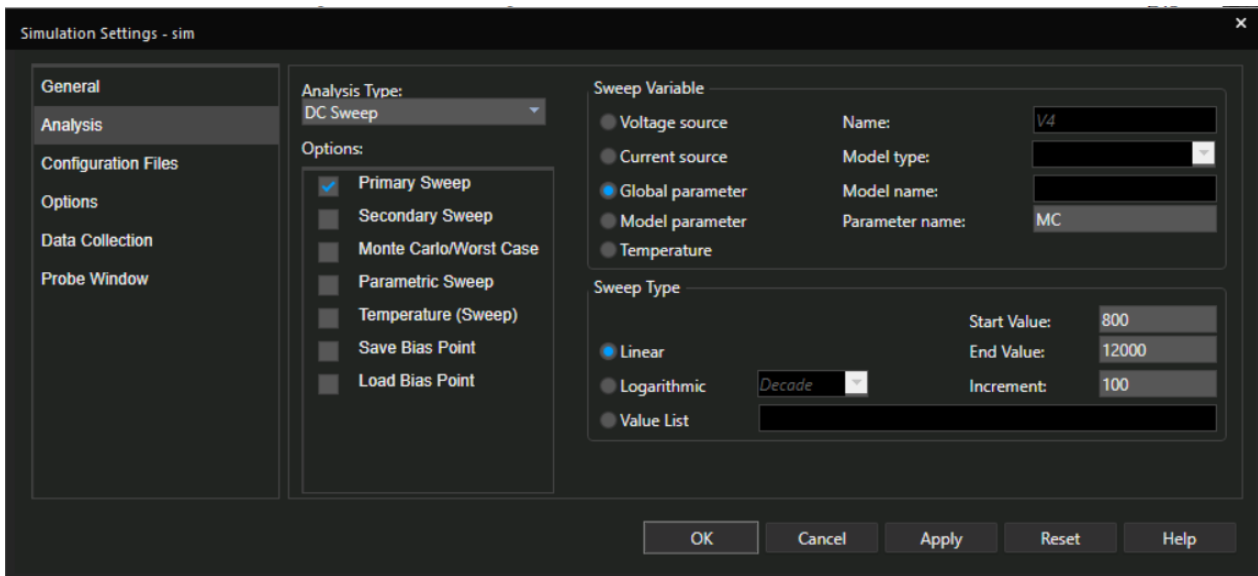 Simulation Settings - sim
×
General
Analysis
Configuration Files
Options
Data Collection
Probe Window
Analysis Type:
DC Sweep
Options:
Primary Sweep
Secondary Sweep
Monte Carlo/Worst Case
Parametric Sweep
Temperature (Sweep)
Save Bias Point
Load Bias Point
Sweep Variable
Voltage source
Current source
Global parameter
Model parameter
Temperature
Name: V4
Model type:
Model name:
Parameter name: MC
Sweep Type
Linear
Logarithmic Decade
Value List
Start Value: 800
End Value: 12000
Increment: 100
OK Cancel Apply Reset Help